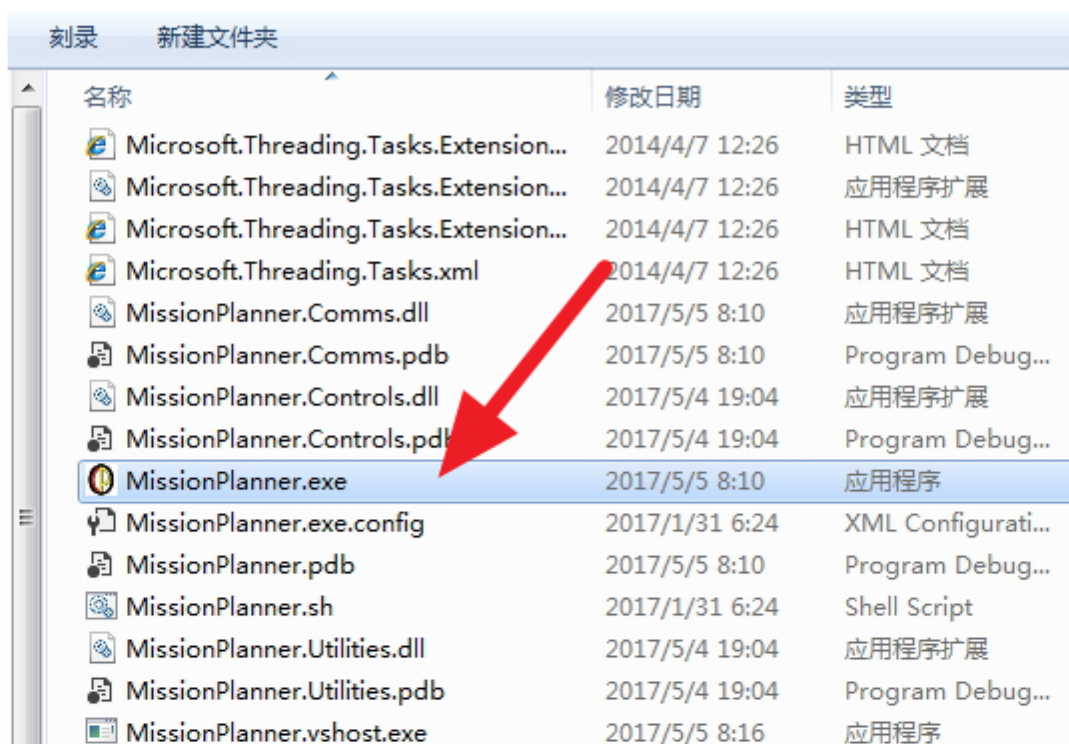 刻录 新建文件夹
名称 修改日期 类型
Microsoft.Threading.Tasks.Extension... 2014/4/7 12:26 HTML 文档
Microsoft.Threading.Tasks.Extension... 2014/4/7 12:26 应用程序扩展
Microsoft.Threading.Tasks.Extension... 2014/4/7 12:26 HTML 文档
Microsoft.Threading.Tasks.xml 2014/4/7 12:26 HTML 文档
MissionPlanner.Comms.dll 2017/5/5 8:10 应用程序扩展
MissionPlanner.Comms.pdb 2017/5/5 8:10 Program Debug...
MissionPlanner.Controls.dll 2017/5/4 19:04 应用程序扩展
MissionPlanner.Controls.pdb 2017/5/4 19:04 Program Debug...
MissionPlanner.exe 2017/5/5 8:10 应用程序
MissionPlanner.exe.config 2017/1/31 6:24 XML Configurati...
MissionPlanner.pdb 2017/5/5 8:10 Program Debug...
MissionPlanner.sh 2017/1/31 6:24 Shell Script
MissionPlanner.Utilities.dll 2017/5/4 19:04 应用程序扩展
MissionPlanner.Utilities.pdb 2017/5/4 19:04 Program Debug...
MissionPlanner.vshost.exe 2017/5/5 8:16 应用程序